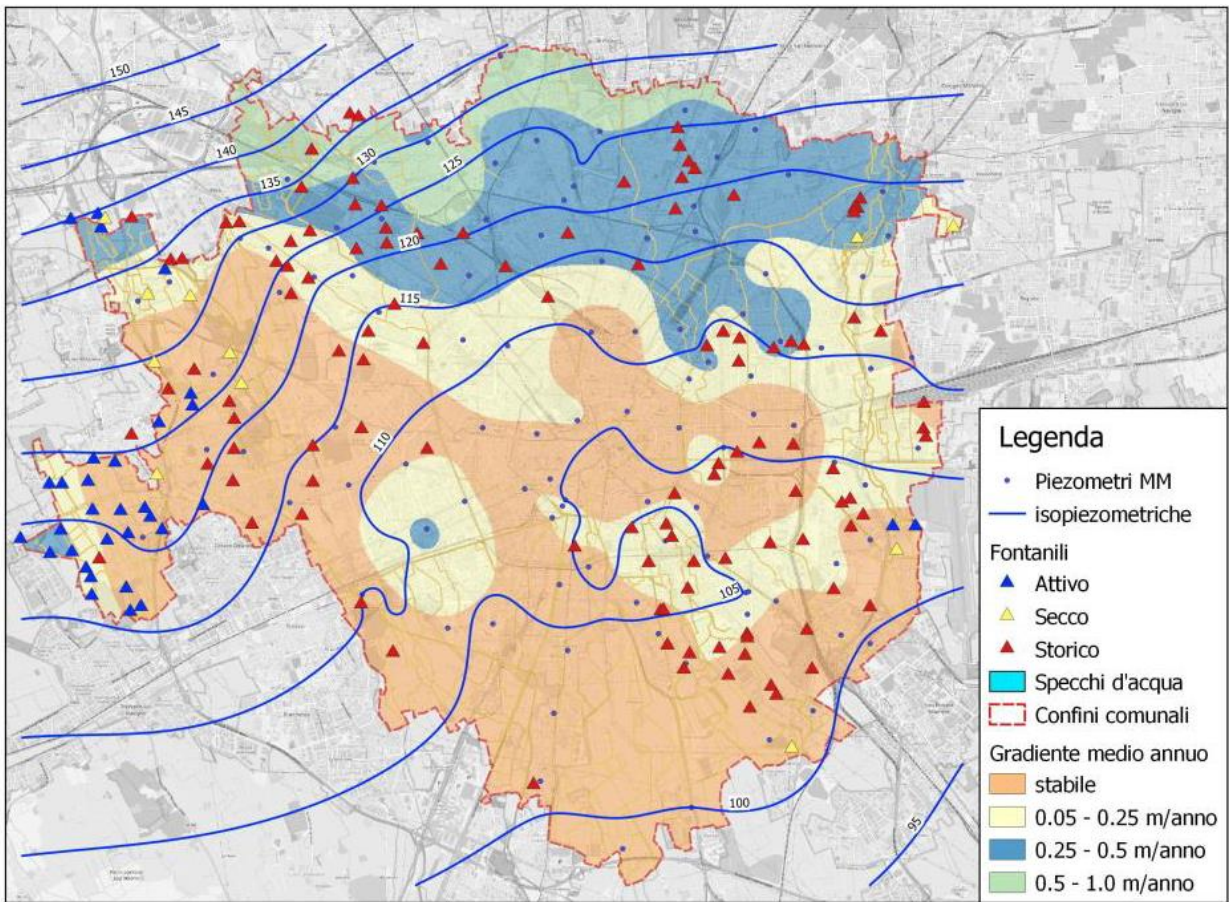 150
145
140
135
130
125
120
115
110
105
100
95
Legenda
Piezometri MM
isopiezometriche
Fontanili
Attivo
Secco
Storico
Specchi d'acqua
Confini comunali
Gradiente medio annuo
stabile
0.05 - 0.25 m/anno
0.25 - 0.5 m/anno
0.5 - 1.0 m/anno